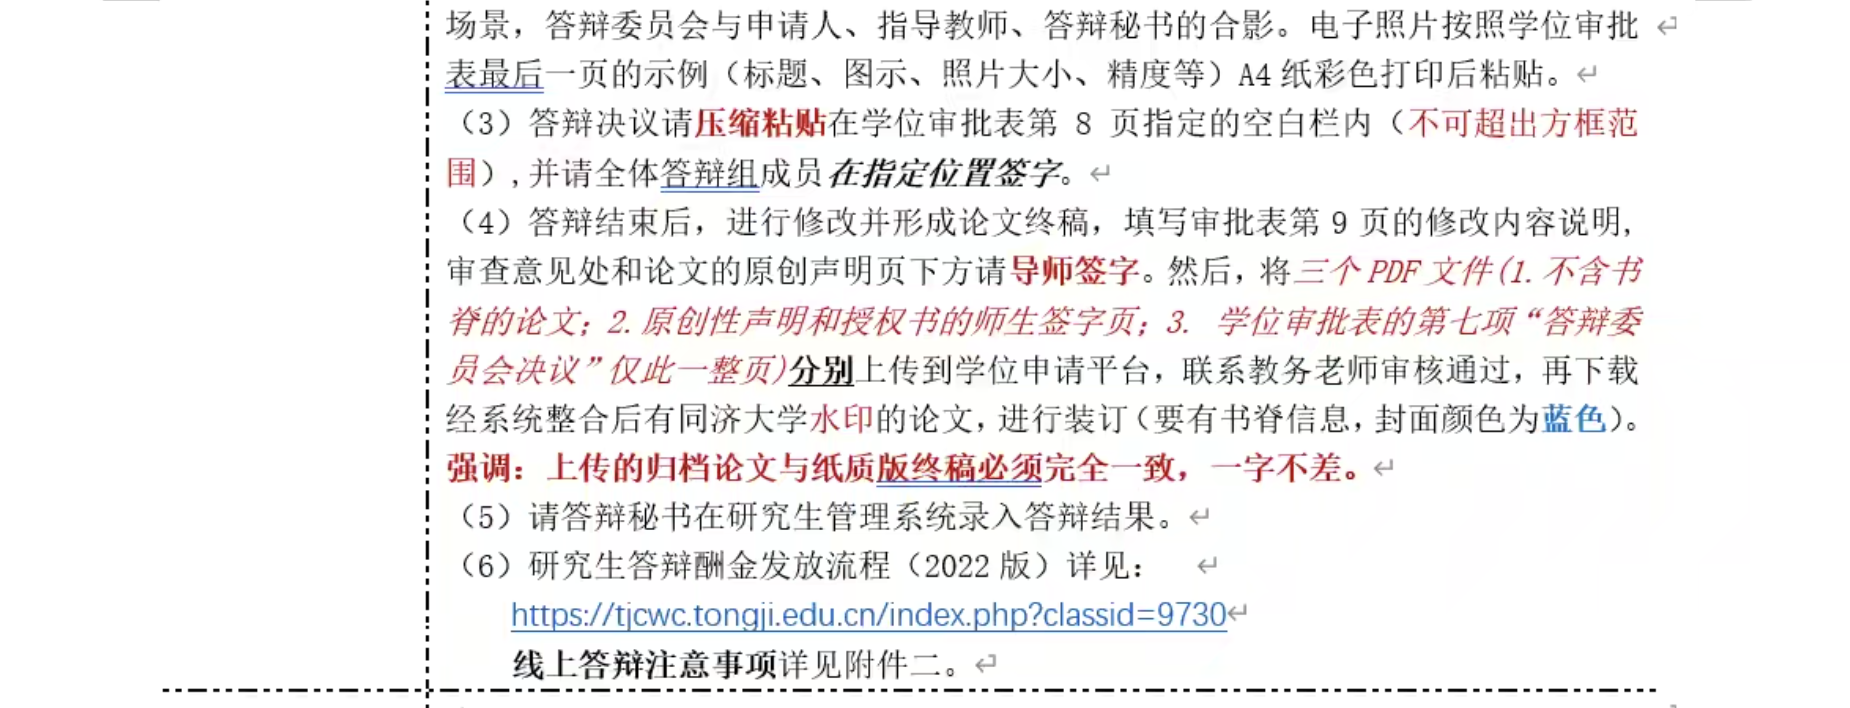 场景，答辩委员会与申请人、指导教师、答辩秘书的合影。电子照片按照学位审批
表最后一页的示例（标题、图示、照片大小、精度等）A4 纸彩色打印后粘贴。
（3）答辩决议请压缩粘贴在学位审批表第 8 页指定的空白栏内（不可超出方框范
围）,并请全体答辩组成员在指定位置签字。
（4）答辩结束后，进行修改并形成论文终稿，填写审批表第 9 页的修改内容说明,
审查意见处和论文的原创声明页下方请导师签字。然后，将三个 PDF 文件(1.不含书
脊的论文；2.原创性声明和授权书的师生签字页；3. 学位审批表的第七项“答辩委
员会决议”仅此一整页)分别上传到学位申请平台，联系教务老师审核通过，再下载
经系统整合后有同济大学水印的论文,进行装订(要有书脊信息,封面颜色为蓝色)。
强调：上传的归档论文与纸质版终稿必须完全一致，一字不差。
（5）请答辩秘书在研究生管理系统录入答辩结果。
（6）研究生答辩酬金发放流程（2022 版）详见：
https://tjcwc.tongji.edu.cn/index.php?classid=9730
线上答辩注意事项详见附件二。